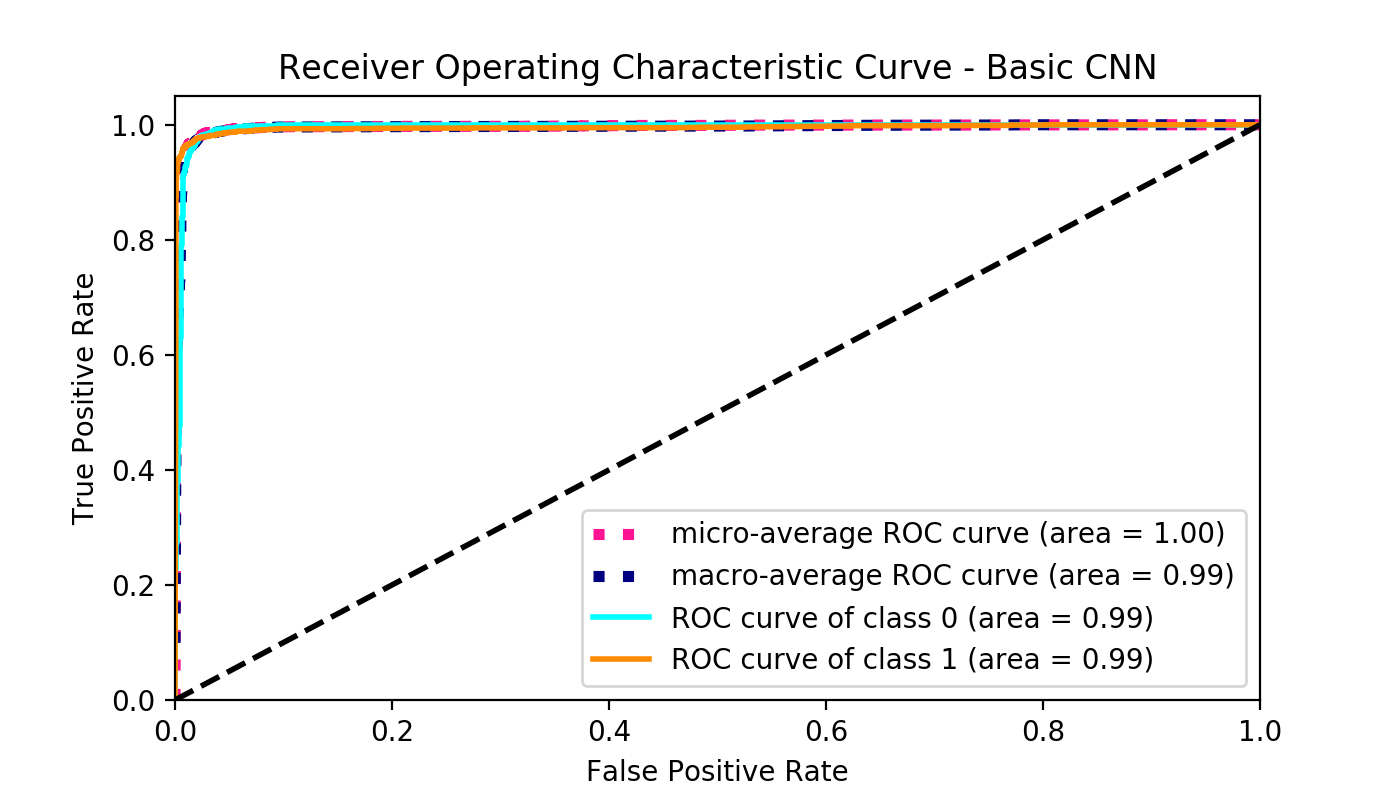 Receiver Operating Characteristic Curve - Basic CNN
1.0
0.8
0.6
0.4
0.2
0.0
True Positive Rate
micro-average ROC curve (area = 1.00)
macro-average ROC curve (area = 0.99)
ROC curve of class 0 (area = 0.99)
ROC curve of class 1 (area = 0.99)
0.0 0.2 0.4 0.6 0.8 1.0
False Positive Rate